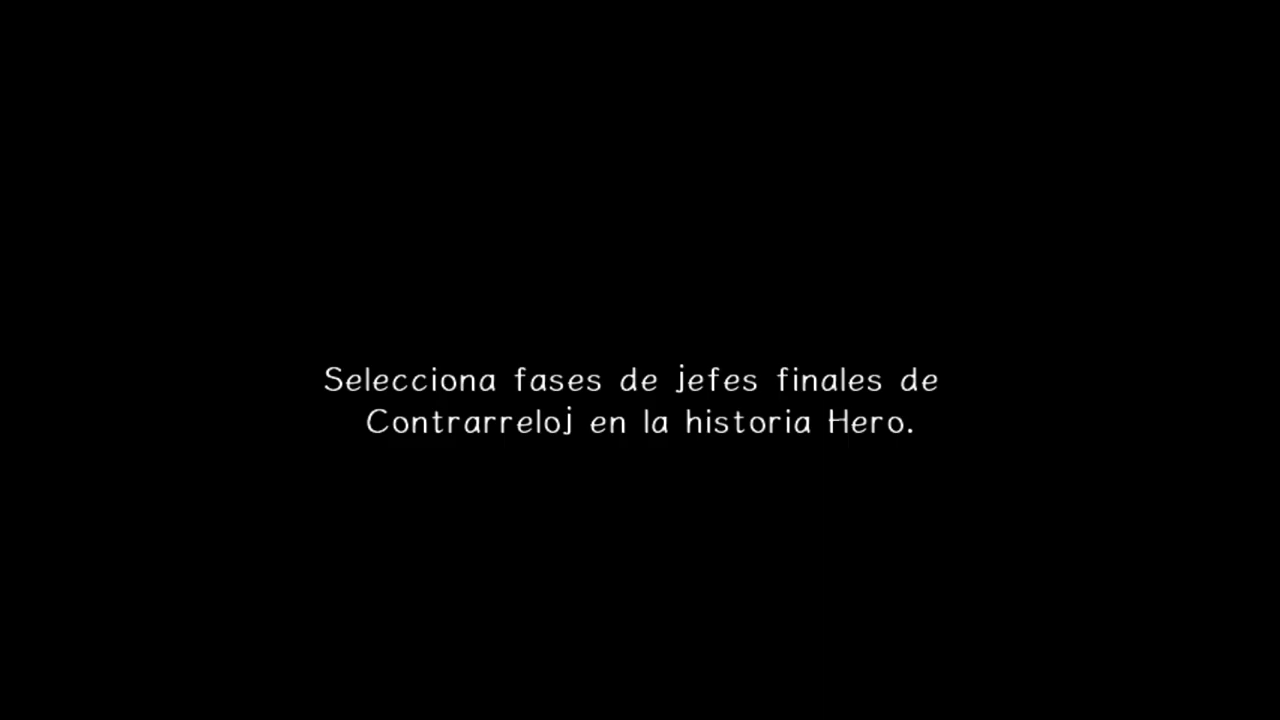 Selecciona fases de jefes finales de
Contrarreloj en la historia Hero.